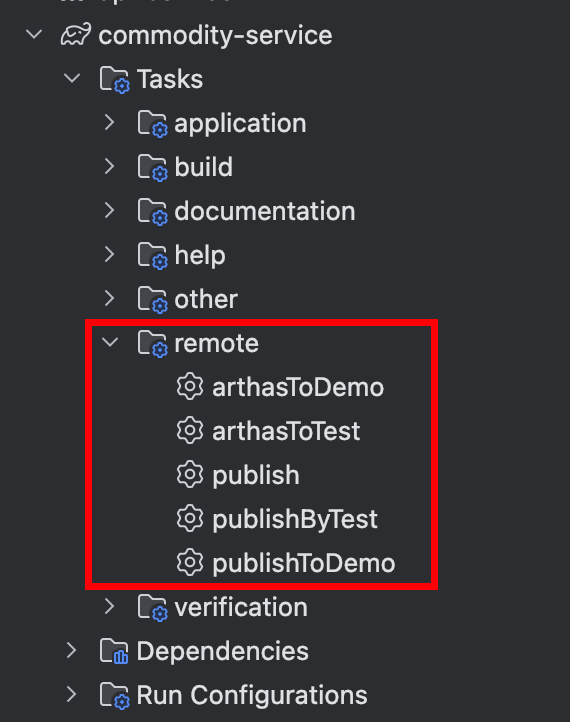 commodity-service
Tasks
application
build
documentation
help
other
remote
arthasToDemo
arthasToTest
publish
publishByTest
publishToDemo
verification
Dependencies
Run Configurations